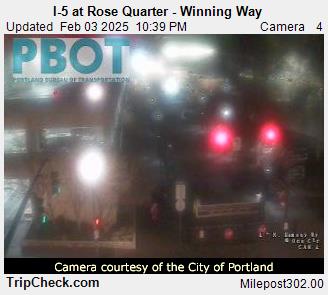 I-5 at Rose Quarter - Winning Way
Updated Feb 03 2025 10:39 PM Camera 4
PBOT
PORTLAND BUREAU OF TRANSPORTATION
Camera courtesy of the City of Portland
TripCheck.com Milepost302.00